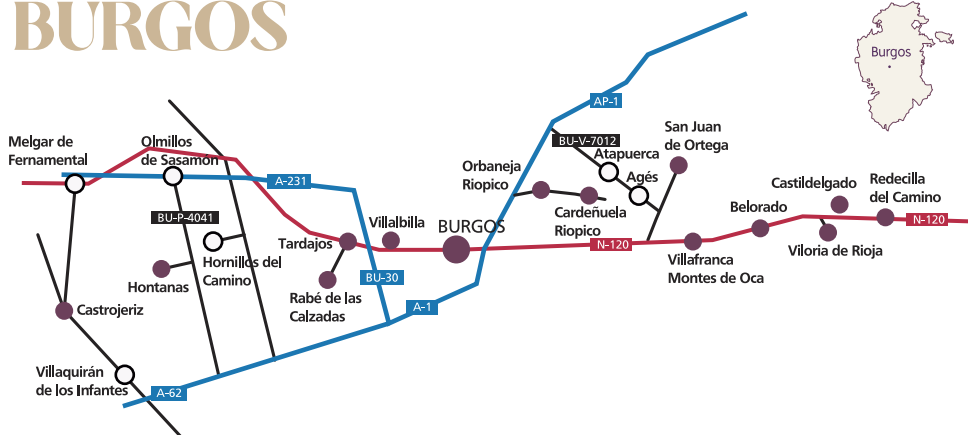 BURGOS
Burgos
AP-1
Melgar de
Fernamental
Olmillos
de Sasamón
BU-V-7012
San Juan
de Ortega
Atapuerca
Agés
Orbaneja
Riopico
Cardeñuela
Riopico
A-231
Castildelgado
Redecilla
del Camino
N-120
BU-P-4041
Villalbilla
BURGOS
Belorado
Tardajos
N-120
Viloria de Rioja
Hornillos del
Camino
Villafranca
Montes de Oca
Hontanas
BU-30
Rabé de las
Calzadas
A-1
Castrojeriz
Villaquirán
de los Infantes
A-62